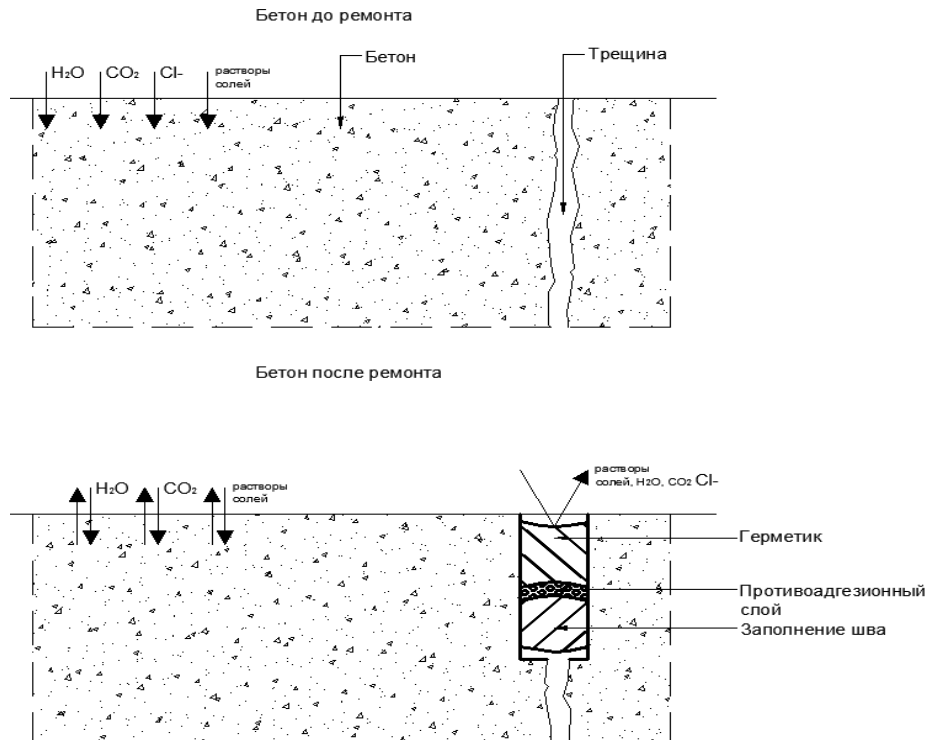 Бетон до ремонта
H₂O CO₂ Cl- растворы
солей
Бетон
Трещина
Бетон после ремонта
H₂O CO₂ растворы
солей
растворы
солей, H₂O, CO₂ Cl-
Герметик
Противоадгезионный
слой
Заполнение шва